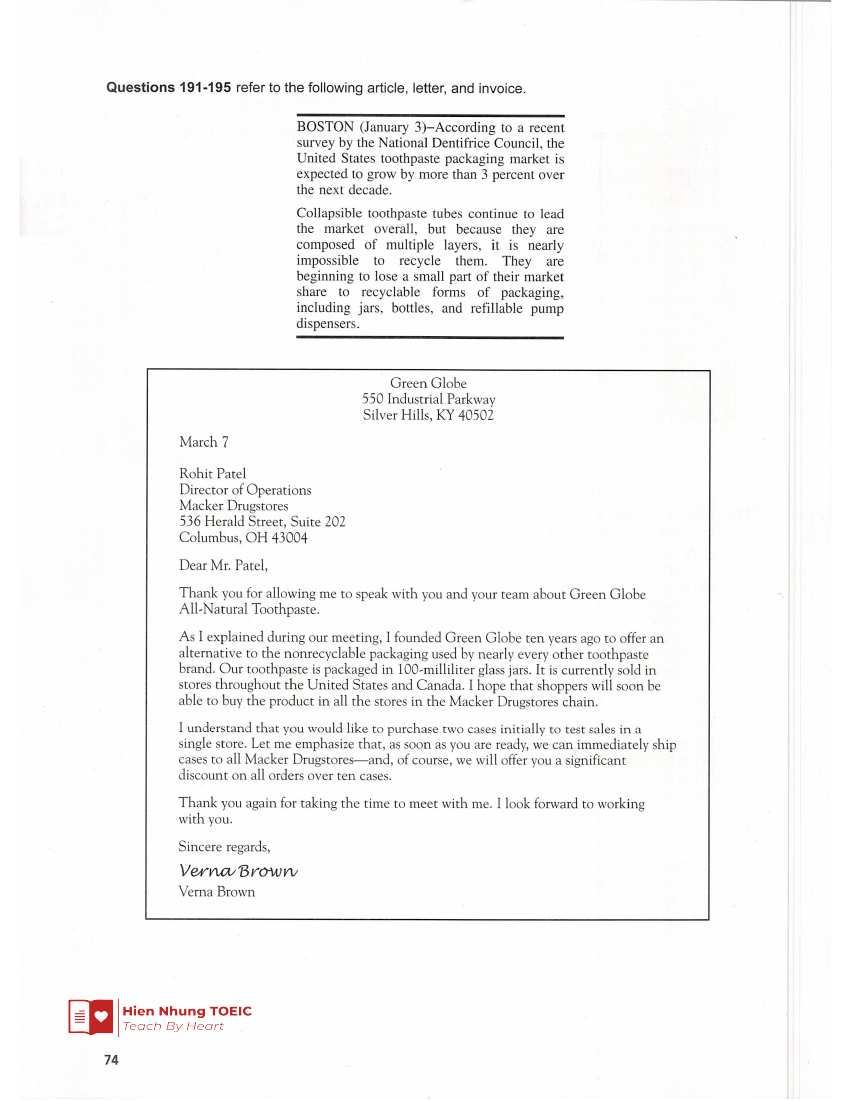 Questions 191-195 refer to the following article, letter, and invoice.
BOSTON (January 3)–According to a recent
survey by the National Dentifrice Council, the
United States toothpaste packaging market is
expected to grow by more than 3 percent over
the next decade.
Collapsible toothpaste tubes continue to lead
the market overall, but because they are
composed of multiple layers, it is nearly
impossible to recycle them. They are
beginning to lose a small part of their market
share to recyclable forms of packaging,
including jars, bottles, and refillable pump
dispensers.
Green Globe
550 Industrial Parkway
Silver Hills, KY 40502
March 7
Rohit Patel
Director of Operations
Macker Drugstores
536 Herald Street, Suite 202
Columbus, OH 43004
Dear Mr. Patel,
Thank you for allowing me to speak with you and your team about Green Globe
All-Natural Toothpaste.
As I explained during our meeting, I founded Green Globe ten years ago to offer an
alternative to the nonrecyclable packaging used by nearly every other toothpaste
brand. Our toothpaste is packaged in 100-milliliter glass jars. It is currently sold in
stores throughout the United States and Canada. I hope that shoppers will soon be
able to buy the product in all the stores in the Macker Drugstores chain.
I understand that you would like to purchase two cases initially to test sales in a
single store. Let me emphasize that, as soon as you are ready, we can immediately ship
cases to all Macker Drugstores—and, of course, we will offer you a significant
discount on all orders over ten cases.
Thank you again for taking the time to meet with me. I look forward to working
with you.
Sincere regards,
Verna Brown
Verna Brown
Hien Nhung TOEIC
Teach By Heart
74